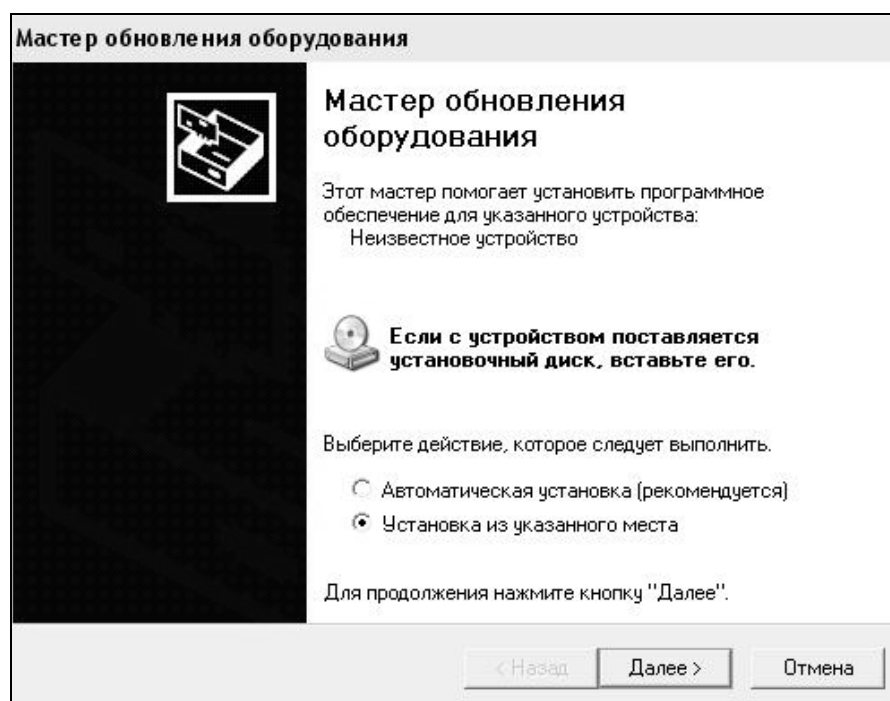 Мастер обновления оборудования
Мастер обновления
оборудования
Этот мастер помогает установить программное
обеспечение для указанного устройства:
Неизвестное устройство
Если с устройством поставляется
установочный диск, вставьте его.
Выберите действие, которое следует выполнить.
Автоматическая установка (рекомендуется)
Установка из указанного места
Для продолжения нажмите кнопку "Далее".
< Назад Далее > Отмена